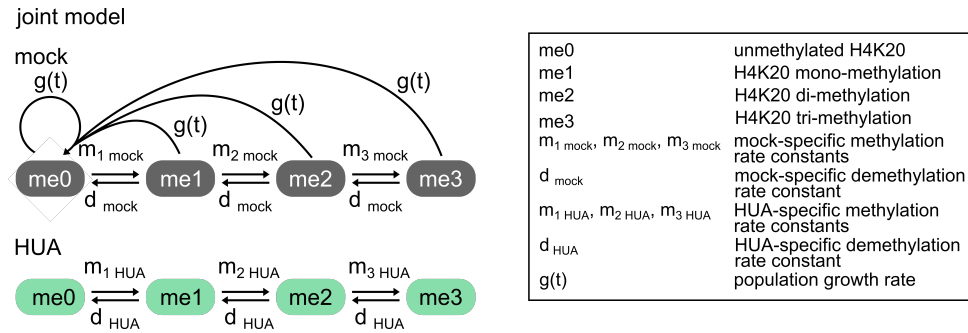 joint model
mock
g(t)
g(t)
g(t)
g(t)
m1 mock
m2 mock
m3 mock
me0
me1
me2
me3
d mock
d mock
d mock
HUA
m1 HUA
m2 HUA
m3 HUA
me0
me1
me2
me3
d HUA
d HUA
d HUA
me0 unmethylated H4K20
me1 H4K20 mono-methylation
me2 H4K20 di-methylation
me3 H4K20 tri-methylation
m1 mock, m2 mock, m3 mock mock-specific methylation
rate constants
d mock mock-specific demethylation
rate constant
m1 HUA, m2 HUA, m3 HUA HUA-specific methylation
rate constants
d HUA HUA-specific demethylation
rate constant
g(t) population growth rate